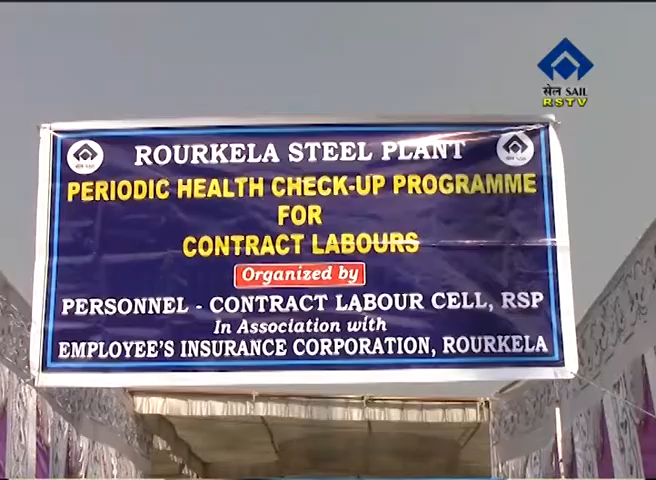 सेल SAIL
RSTV
ROURKELA STEEL PLANT
PERIODIC HEALTH CHECK-UP PROGRAMME
FOR
CONTRACT LABOURS
Organized by
PERSONNEL - CONTRACT LABOUR CELL, RSP
In Association with
EMPLOYEE'S INSURANCE CORPORATION, ROURKELA